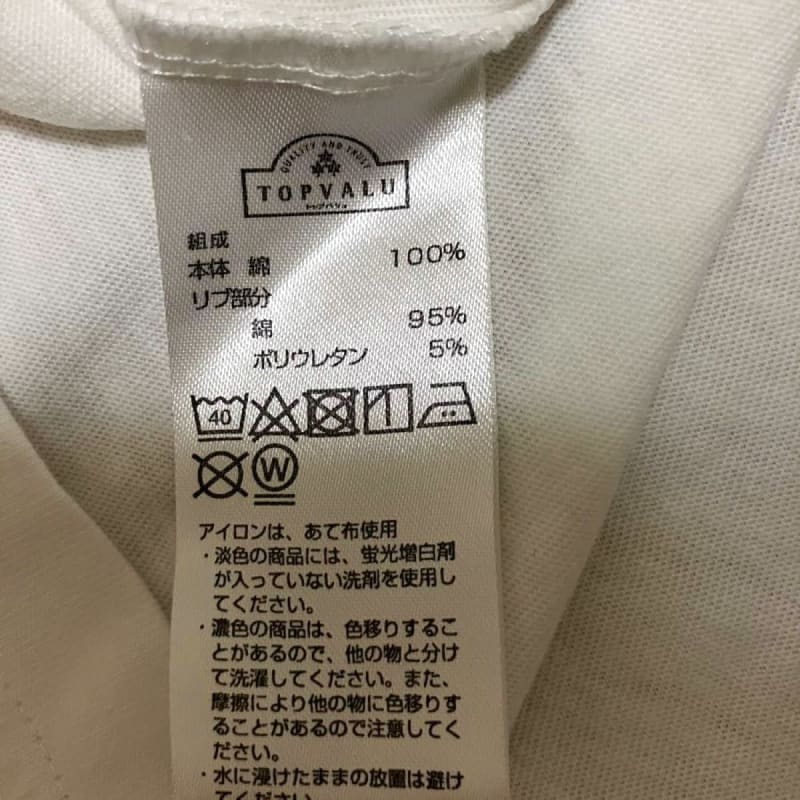 QUALITY AND TRUST
TOPVALU
トップバリュ
組成
本体 綿 100%
リブ部分
綿 95%
ポリウレタン 5%
40
W
アイロンは、あて布使用
・淡色の商品には、蛍光増白剤
が入っていない洗剤を使用し
てください。
・濃色の商品は、色移りするこ
とがあるので、他の物と分け
て洗濯してください。また、
摩擦により他の物に色移りす
ることがあるので注意してく
ださい。
・水に浸けたままの放置は避け
てください